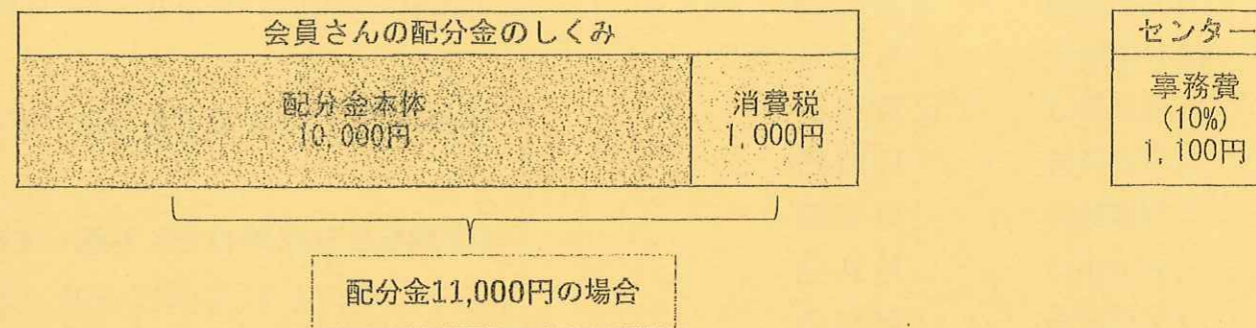 会員さんの配分金のしくみ
配分金本体
10,000円
消費税
1,000円
配分金11,000円の場合
センター
事務費
(10%)
1,100円